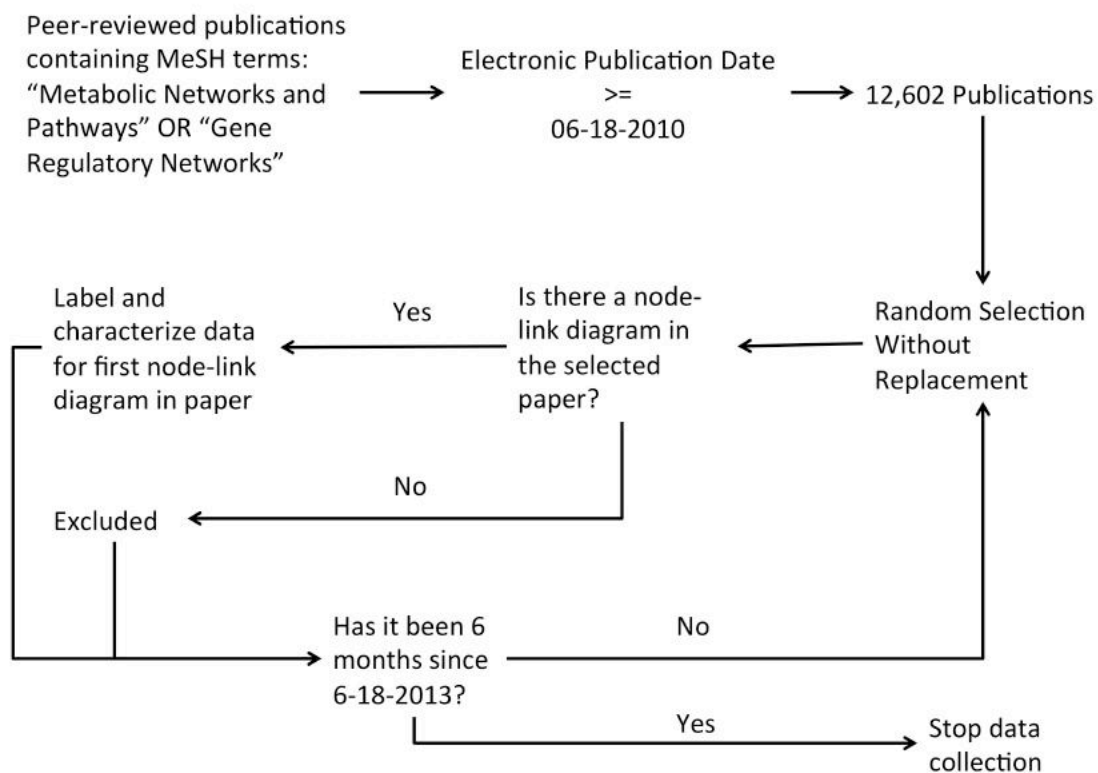 Peer-reviewed publications
containing MeSH terms:
“Metabolic Networks and
Pathways” OR “Gene
Regulatory Networks”
Electronic Publication Date
>=
06-18-2010
12,602 Publications
Random Selection
Without
Replacement
Is there a node-
link diagram in
the selected
paper?
Yes
Label and
characterize data
for first node-link
diagram in paper
No
Excluded
Has it been 6
months since
6-18-2013?
No
Yes
Stop data
collection